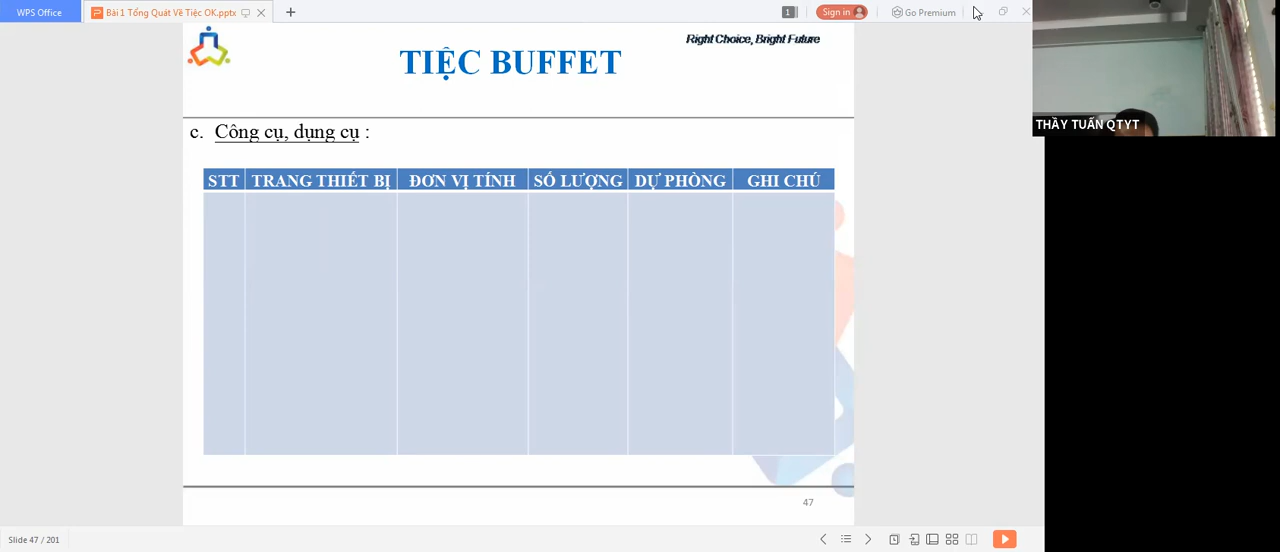 WPS Office
Bài 1 Tổng Quát Về Tiệc OK.pptx
1
Sign in
Go Premium
Right Choice, Bright Future
TIỆC BUFFET
THẦY TUẤN QTYT
c. Công cụ, dụng cụ :
STT TRANG THIẾT BỊ ĐƠN VỊ TÍNH SỐ LƯỢNG DỰ PHÒNG GHI CHÚ
47
Slide 47 / 201